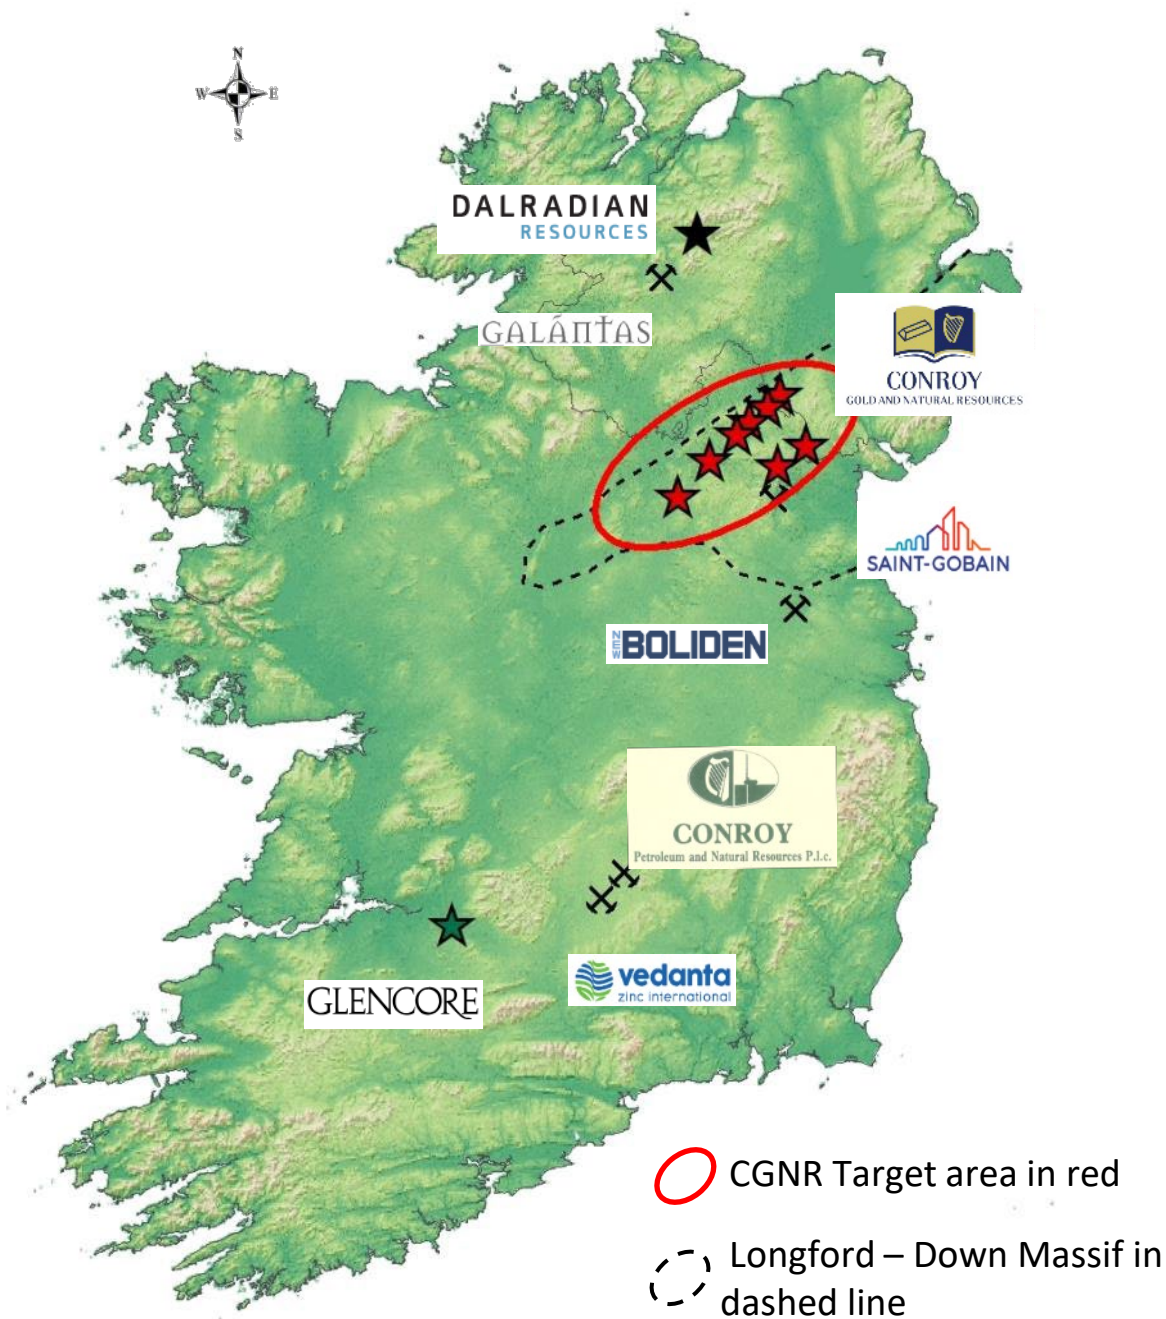 N
W E
S
DALRADIAN
RESOURCES
GALÁNTAS
CONROY
GOLD AND NATURAL RESOURCES
SAINT-GOBAIN
NEW BOLIDEN
CONROY
Petroleum and Natural Resources P.l.c.
vedanta
zinc international
GLENCORE
CGNR Target area in red
Longford – Down Massif in
dashed line